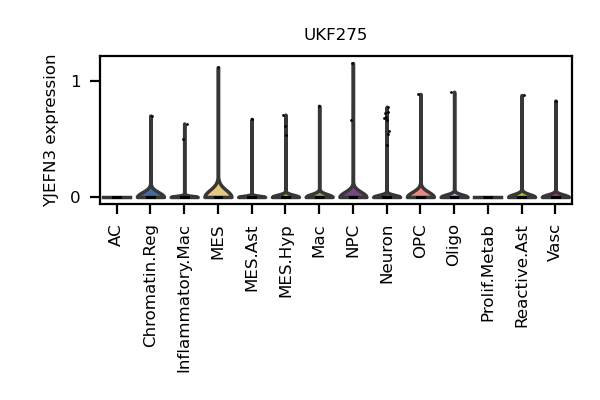 UKF275
YJEFN3 expression
1
0
AC
Chromatin.Reg
Inflammatory.Mac
MES
MES.Ast
MES.Hyp
Mac
NPC
Neuron
OPC
Oligo
Prolif.Metab
Reactive.Ast
Vasc